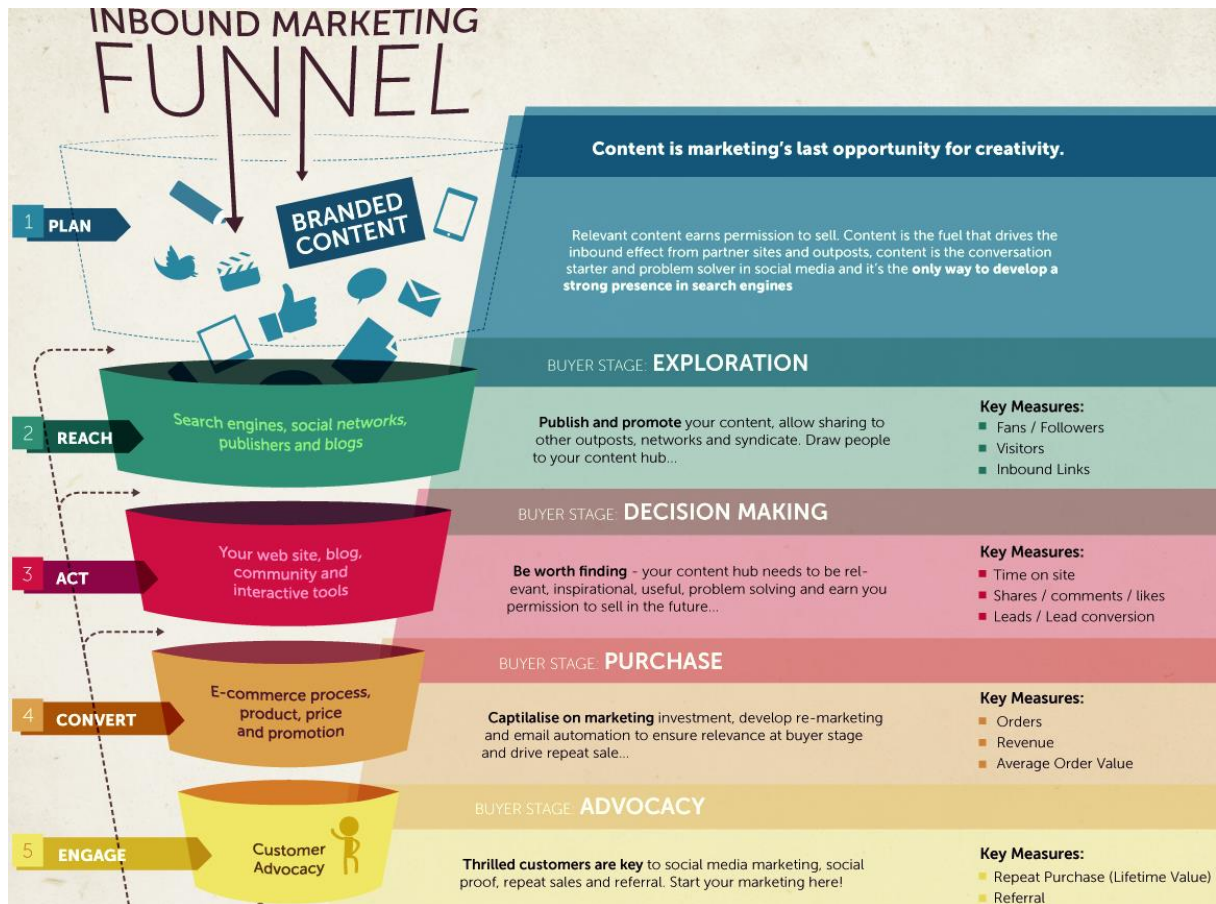 INBOUND MARKETING
FUNNEL
Content is marketing's last opportunity for creativity.
1 PLAN
BRANDED
CONTENT
Relevant content earns permission to sell. Content is the fuel that drives the
inbound effect from partner sites and outposts, content is the conversation
starter and problem solver in social media and it's the only way to develop a
strong presence in search engines
BUYER STAGE: EXPLORATION
2 REACH
Search engines, social networks,
publishers and blogs
Publish and promote your content, allow sharing to
other outposts, networks and syndicate. Draw people
to your content hub...
Key Measures:
Fans / Followers
Visitors
Inbound Links
BUYER STAGE: DECISION MAKING
3 ACT
Your web site, blog,
community and
interactive tools
Be worth finding - your content hub needs to be rel-
evant, inspirational, useful, problem solving and earn you
permission to sell in the future...
Key Measures:
Time on site
Shares / comments / likes
Leads / Lead conversion
BUYER STAGE: PURCHASE
4 CONVERT
E-commerce process,
product, price
and promotion
Captilalise on marketing investment, develop re-marketing
and email automation to ensure relevance at buyer stage
and drive repeat sale...
Key Measures:
Orders
Revenue
Average Order Value
BUYER STAGE: ADVOCACY
5 ENGAGE
Customer
Advocacy
Thrilled customers are key to social media marketing, social
proof, repeat sales and referral. Start your marketing here!
Key Measures:
Repeat Purchase (Lifetime Value)
Referral